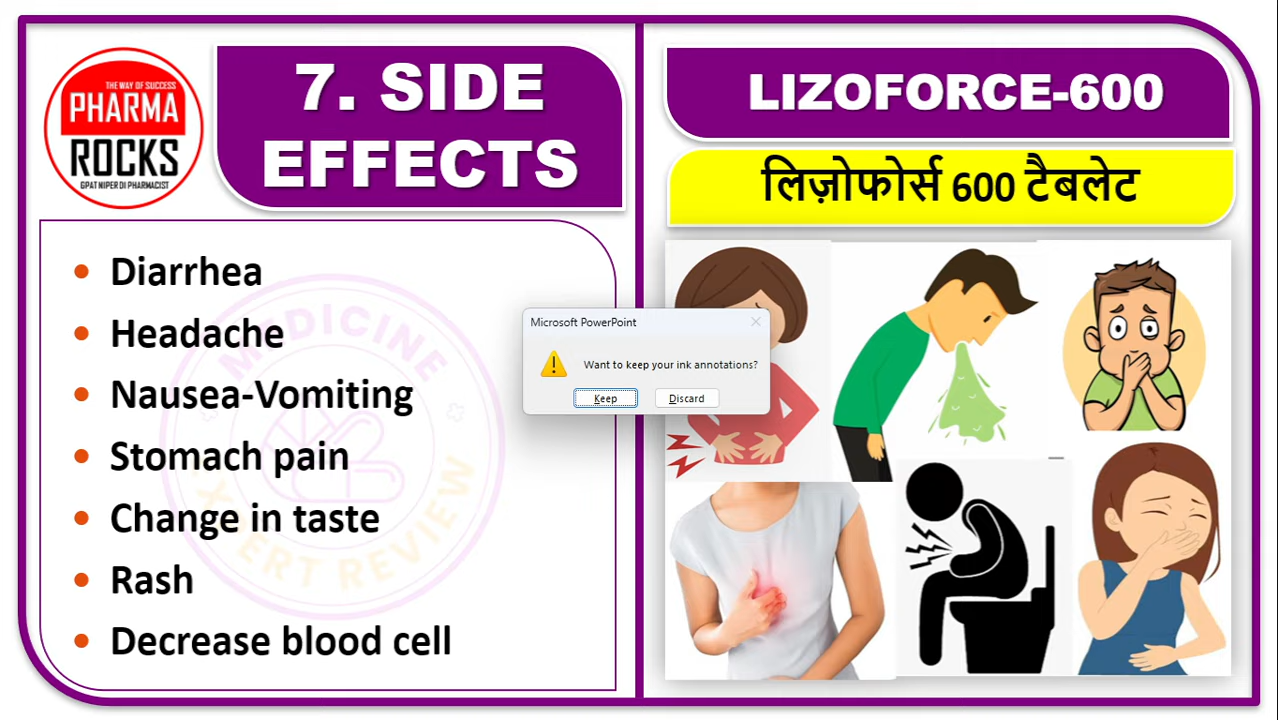 THE WAY OF SUCCESS
PHARMA
ROCKS
GPAT NIPER DI PHARMACIST
7. SIDE
EFFECTS
LIZOFORCE-600
लिज़ोफोर्स 600 टैबलेट
Diarrhea
Headache
Nausea-Vomiting
Stomach pain
Change in taste
Rash
Decrease blood cell
MEDICINE
EXPERT REVIEW
Microsoft PowerPoint
Want to keep your ink annotations?
Keep
Discard